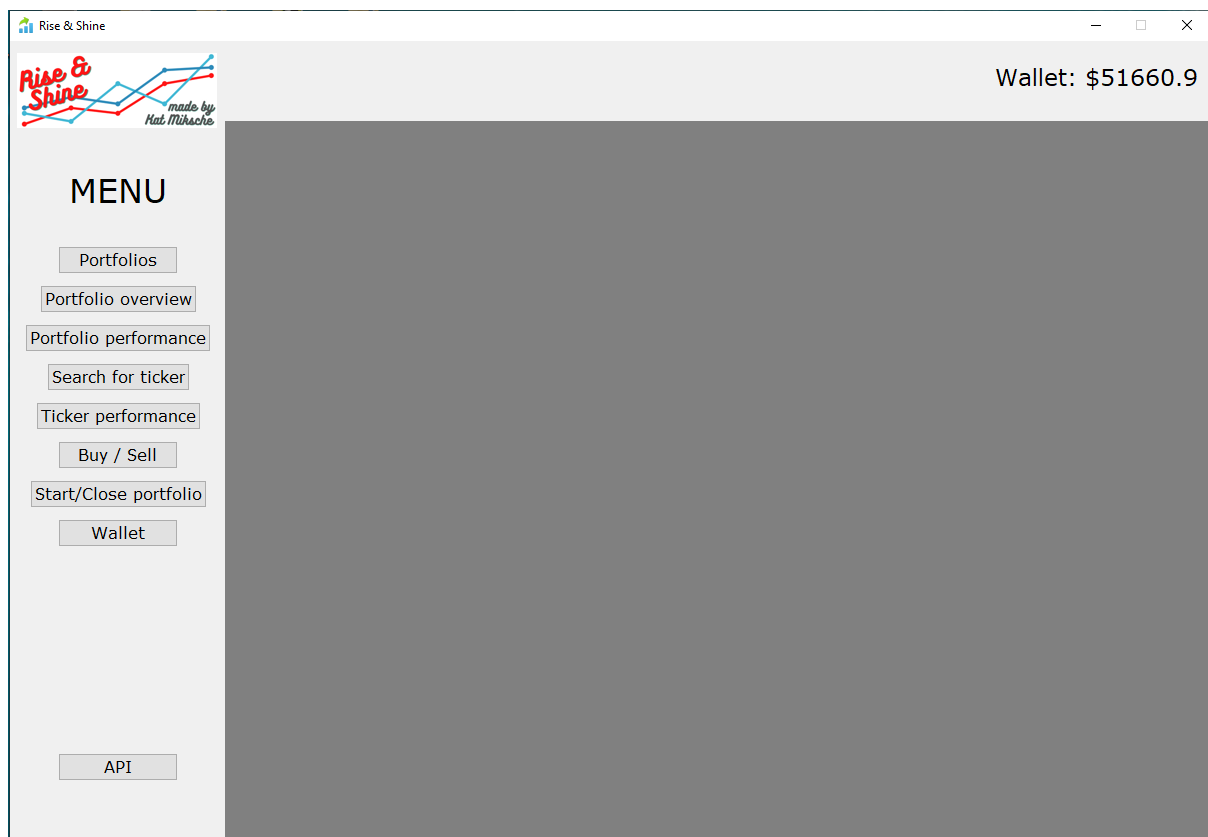 Rise & Shine
Rise &
Shine
made by
Kat Miksche
Wallet: $51660.9
MENU
Portfolios
Portfolio overview
Portfolio performance
Search for ticker
Ticker performance
Buy / Sell
Start/Close portfolio
Wallet
API